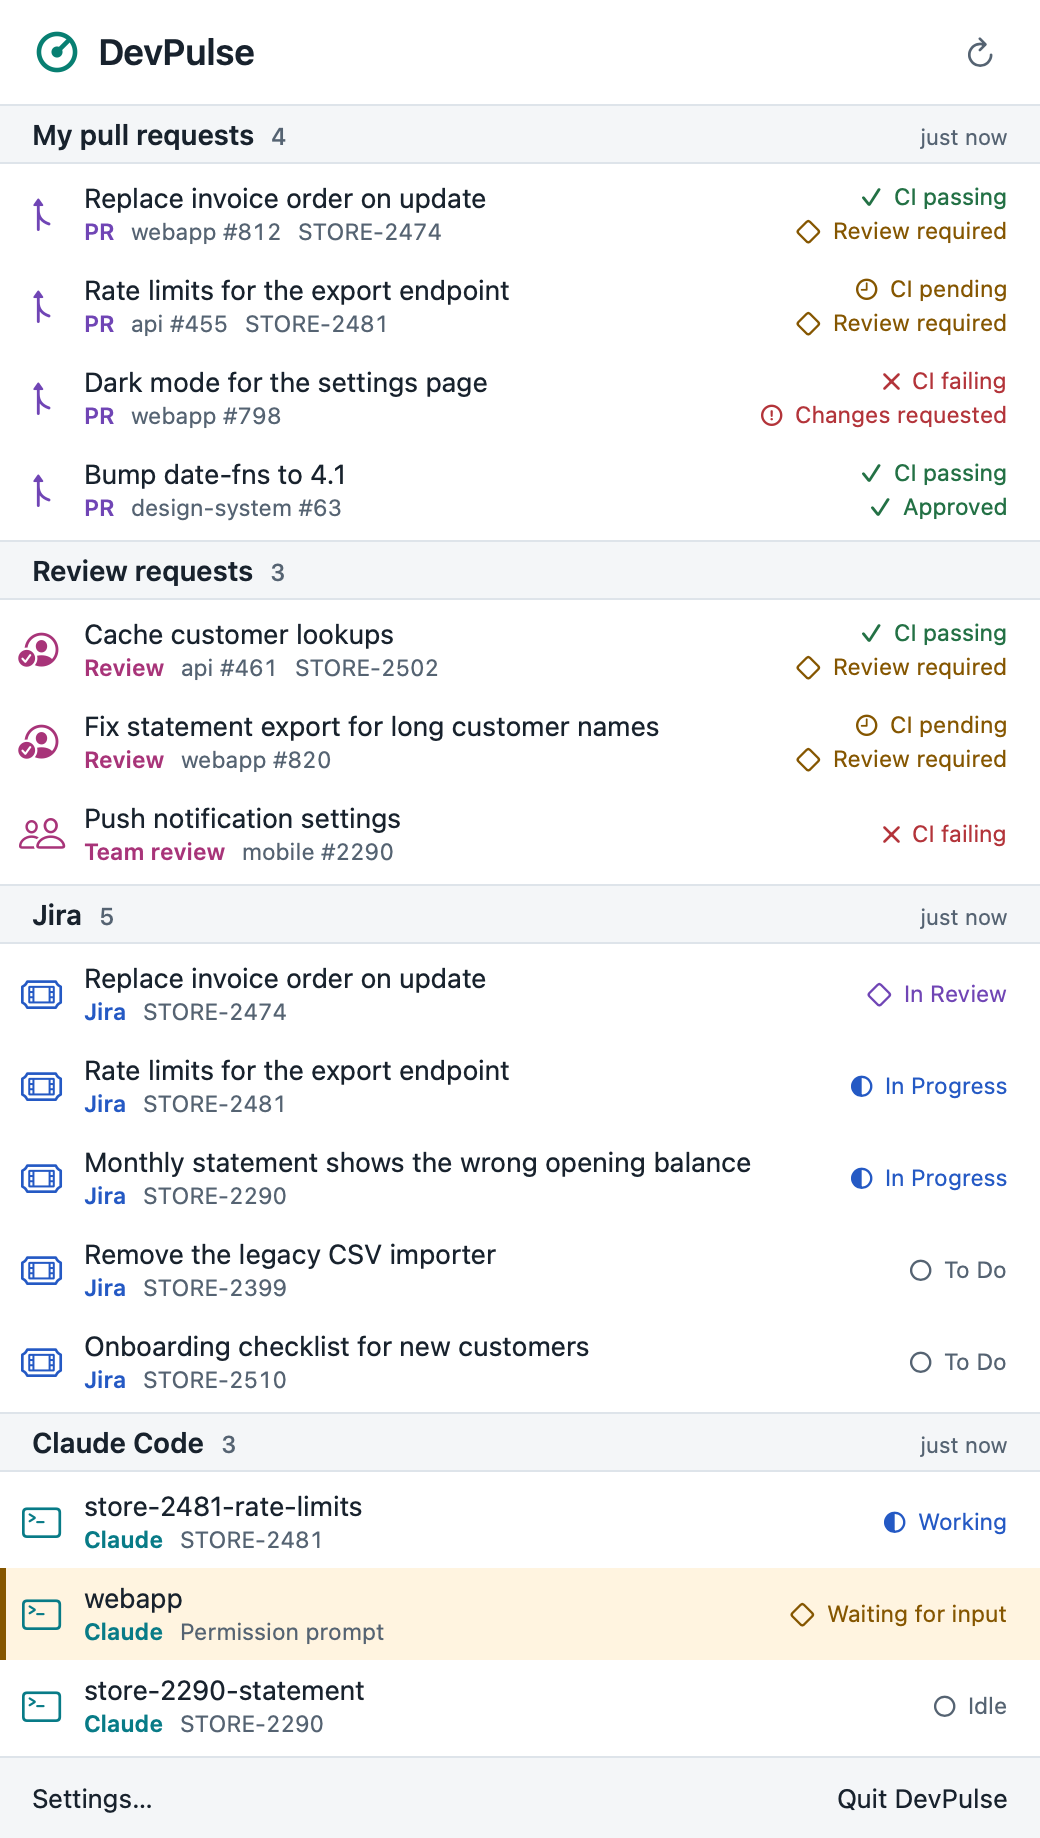 DevPulse
My pull requests 4 just now
Replace invoice order on update
CI passing
PR webapp #812 STORE-2474
Review required
Rate limits for the export endpoint
CI pending
PR api #455 STORE-2481
Review required
Dark mode for the settings page
CI failing
PR webapp #798
Changes requested
Bump date-fns to 4.1
CI passing
PR design-system #63
Approved
Review requests 3
Cache customer lookups
CI passing
Review api #461 STORE-2502
Review required
Fix statement export for long customer names
CI pending
Review webapp #820
Review required
Push notification settings
Team review mobile #2290
CI failing
Jira 5 just now
Replace invoice order on update
Jira STORE-2474
In Review
Rate limits for the export endpoint
Jira STORE-2481
In Progress
Monthly statement shows the wrong opening balance
Jira STORE-2290
In Progress
Remove the legacy CSV importer
Jira STORE-2399
To Do
Onboarding checklist for new customers
Jira STORE-2510
To Do
Claude Code 3 just now
store-2481-rate-limits
Claude STORE-2481
Working
webapp
Claude Permission prompt
Waiting for input
store-2290-statement
Claude STORE-2290
Idle
Settings... Quit DevPulse